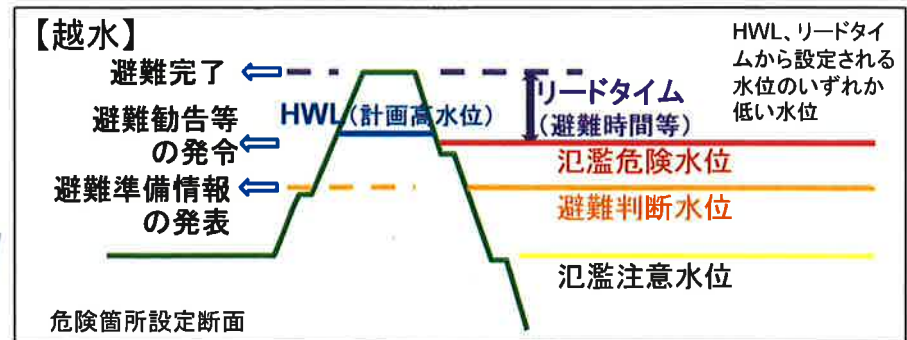 【越水】
避難完了
避難勧告等
の発令
避難準備情報
の発表
HWL(計画高水位)
リードタイム
(避難時間等)
HWL、リードタイ
ムから設定される
水位のいずれか
低い水位
氾濫危険水位
避難判断水位
氾濫注意水位
危険箇所設定断面